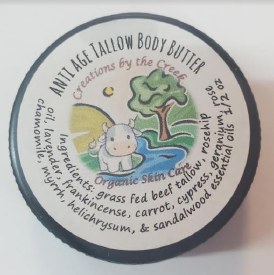 Anti Age Tallow Body Butter
Creations by the Creek
Organic Skin Care
Ingredients: grass fed beef tallow, rosehip
oil, lavender, frankincense, carrot, cypress, geranium, rose,
chamomile, myrrh, helichrysum, & sandalwood essential oils 1/2 oz